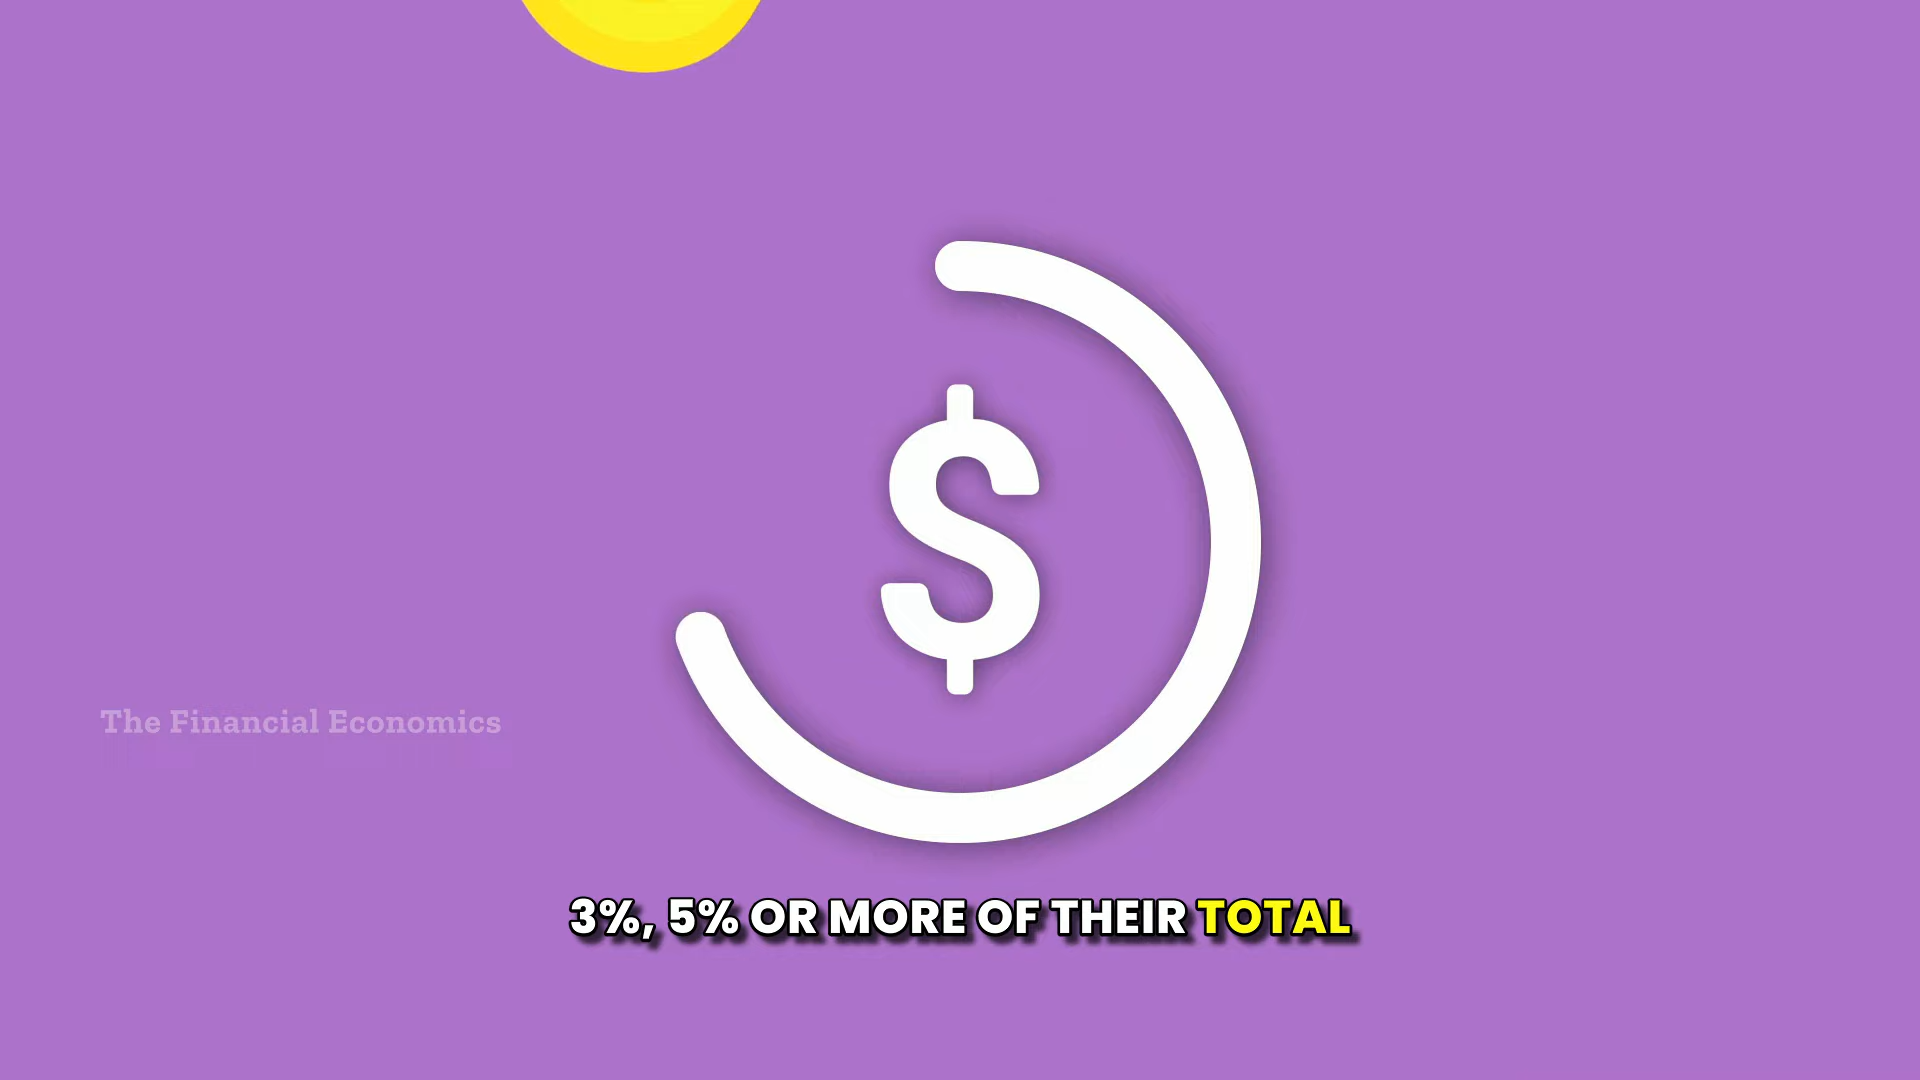 $
The Financial Economics
3%, 5% OR MORE OF THEIR TOTAL